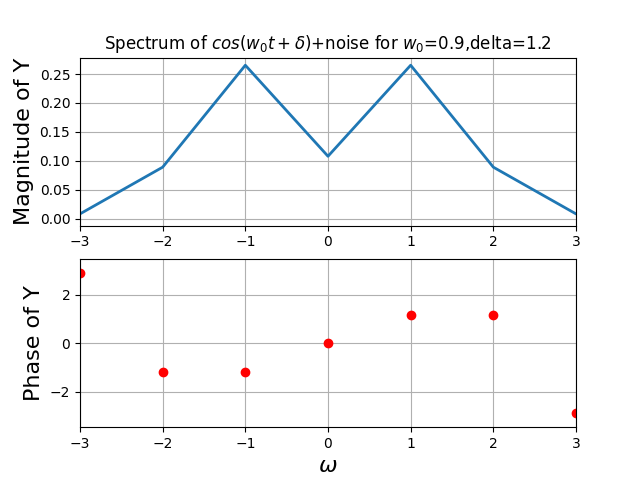 Spectrum of cos(w₀t + δ)+noise for w₀=0.9,delta=1.2
Magnitude of Y
0.25
0.20
0.15
0.10
0.05
0.00
−3 −2 −1 0 1 2 3
Phase of Y
2
0
−2
−3 −2 −1 0 1 2 3
ω